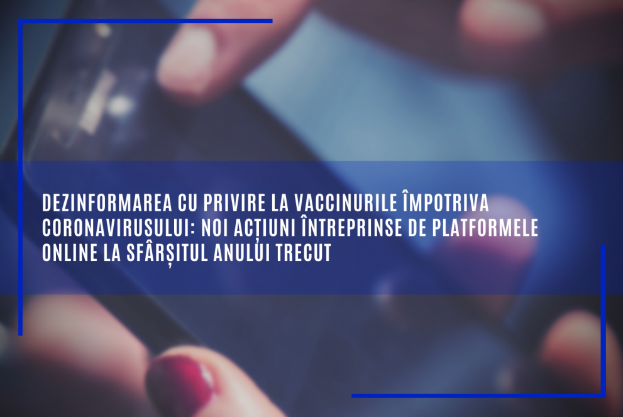 DEZINFORMAREA CU PRIVIRE LA VACCINURILE ÎMPOTRIVA
CORONAVIRUSULUI: NOI ACȚIUNI ÎNTREPRINSE DE PLATFORMELE
ONLINE LA SFÂRȘITUL ANULUI TRECUT